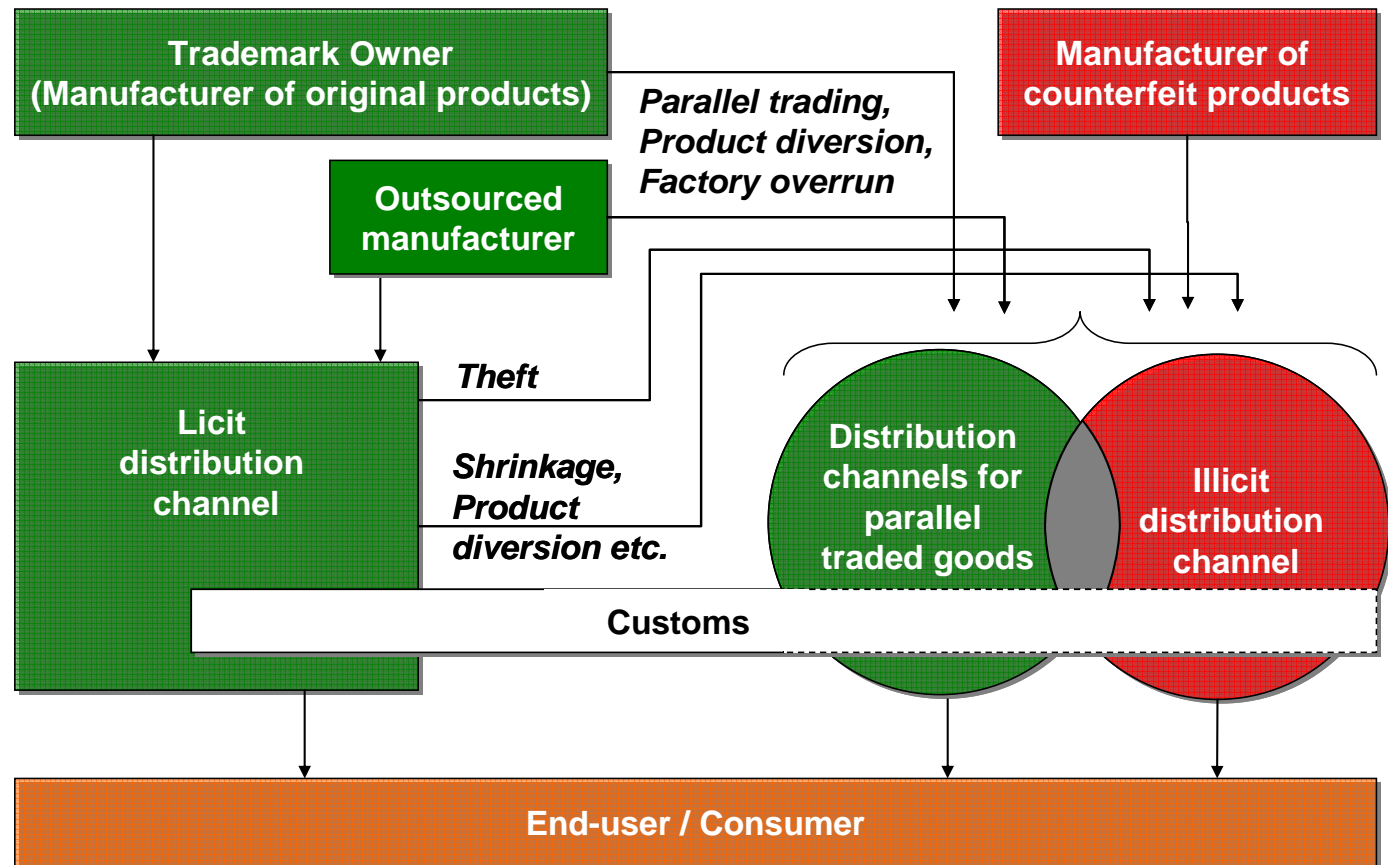 Trademark Owner
(Manufacturer of original products)
Manufacturer of
counterfeit products
Parallel trading,
Product diversion,
Factory overrun
Outsourced
manufacturer
Theft
Licit
distribution
channel
Shrinkage,
Product
diversion etc.
Distribution
channels for
parallel
traded goods
Illicit
distribution
channel
Customs
End-user / Consumer